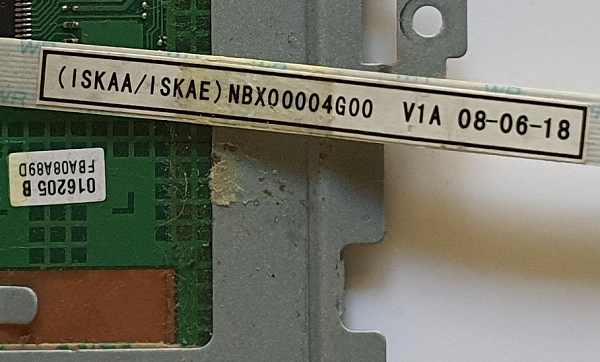 (ISKAA/ISKAE)NBX00004G00 V1A 08-06-18
016205 B
FBA08A89D